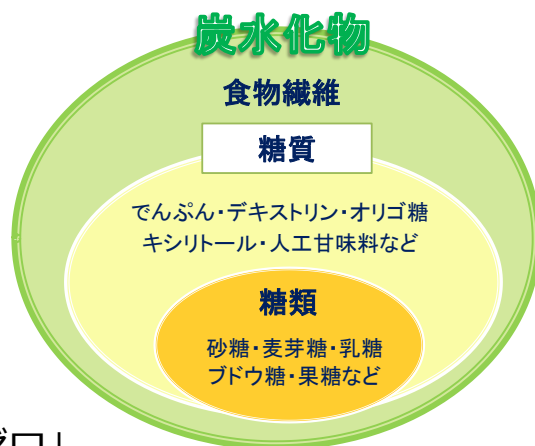 炭水化物
食物繊維
糖質
でんぷん・デキストリン・オリゴ糖
キシリトール・人工甘味料など
糖類
砂糖・麦芽糖・乳糖
ブドウ糖・果糖など
ゼロ」